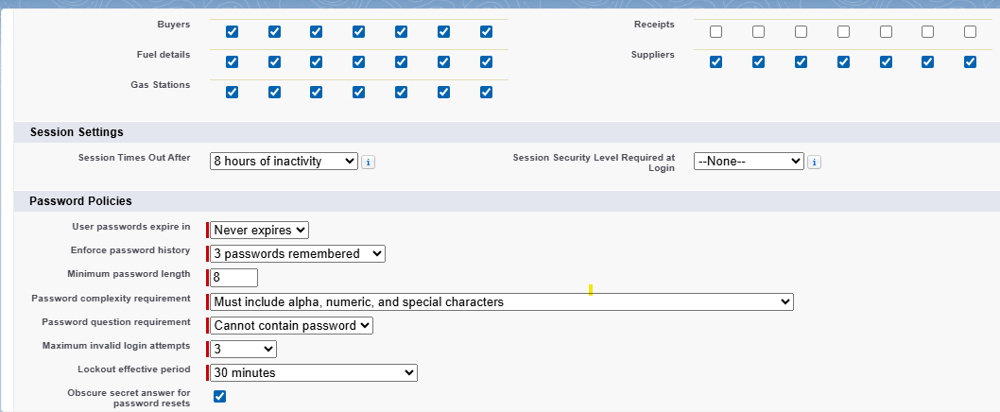 Buyers
Receipts
Fuel details
Suppliers
Gas Stations
Session Settings
Session Times Out After
8 hours of inactivity
i
Session Security Level Required at
Login
--None--
i
Password Policies
User passwords expire in
Never expires
Enforce password history
3 passwords remembered
Minimum password length
8
Password complexity requirement
Must include alpha, numeric, and special characters
Password question requirement
Cannot contain password
Maximum invalid login attempts
3
Lockout effective period
30 minutes
Obscure secret answer for
password resets